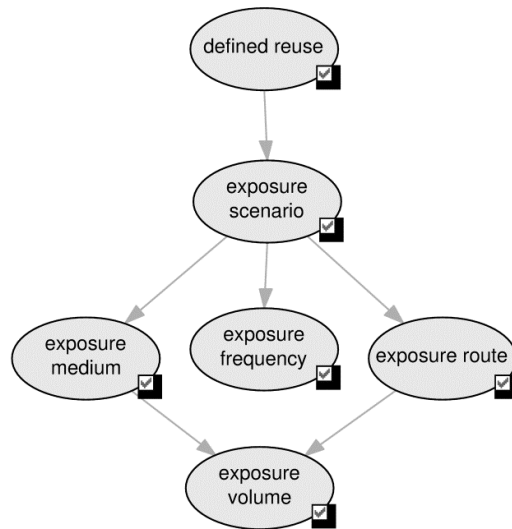 defined reuse
exposure
scenario
exposure
medium
exposure
frequency
exposure route
exposure
volume